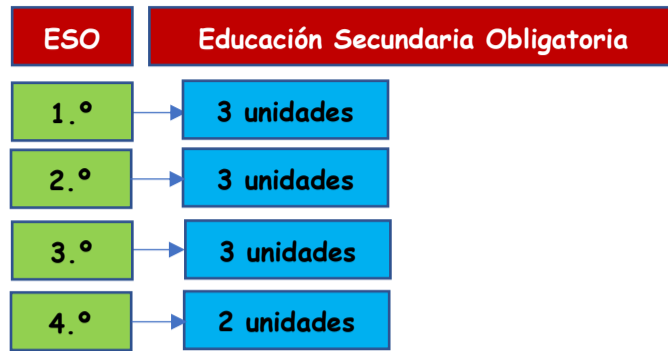 ESO Educación Secundaria Obligatoria
1.º 3 unidades
2.º 3 unidades
3.º 3 unidades
4.º 2 unidades